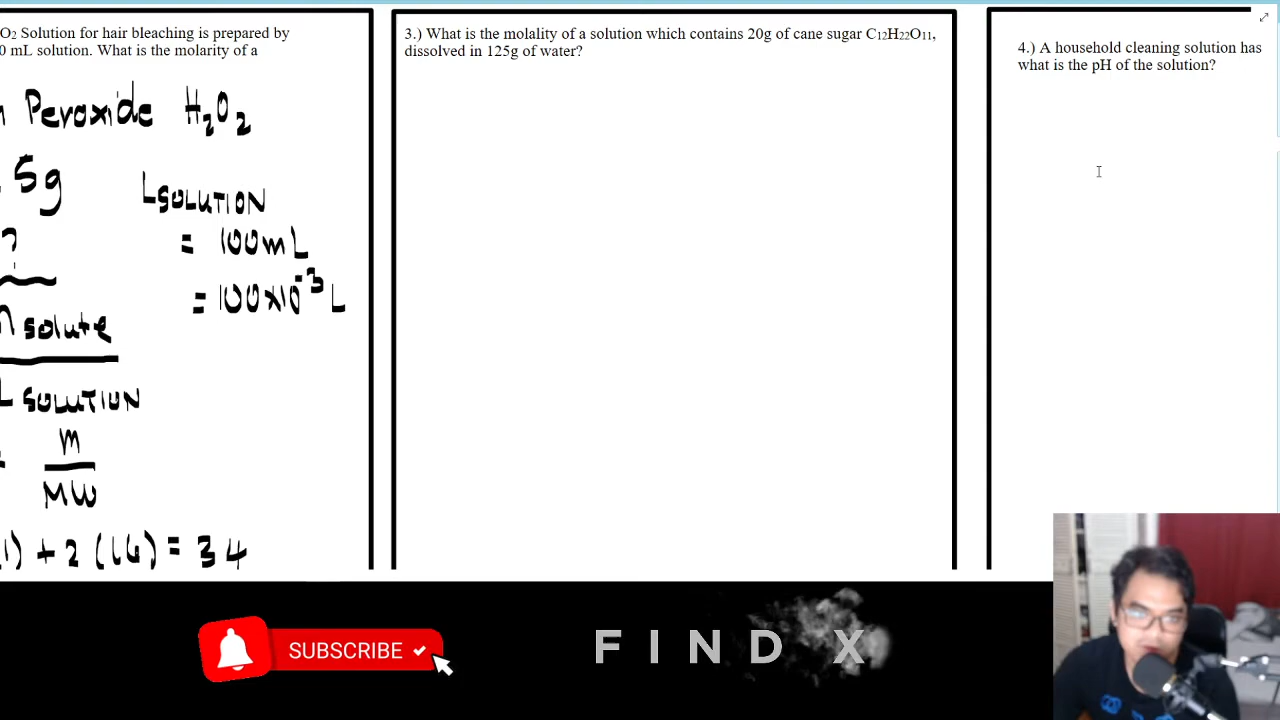 O2 Solution for hair bleaching is prepared by
0 mL solution. What is the molarity of a
Peroxide H2O2
5g
?
n solute
L SOLUTION
m
MW
1) + 2 (16) = 34
L SOLUTION
= 100mL
= 100x10-3 L
3.) What is the molality of a solution which contains 20g of cane sugar C12H22O11,
dissolved in 125g of water?
4.) A household cleaning solution has
what is the pH of the solution?
SUBSCRIBE
FIND X